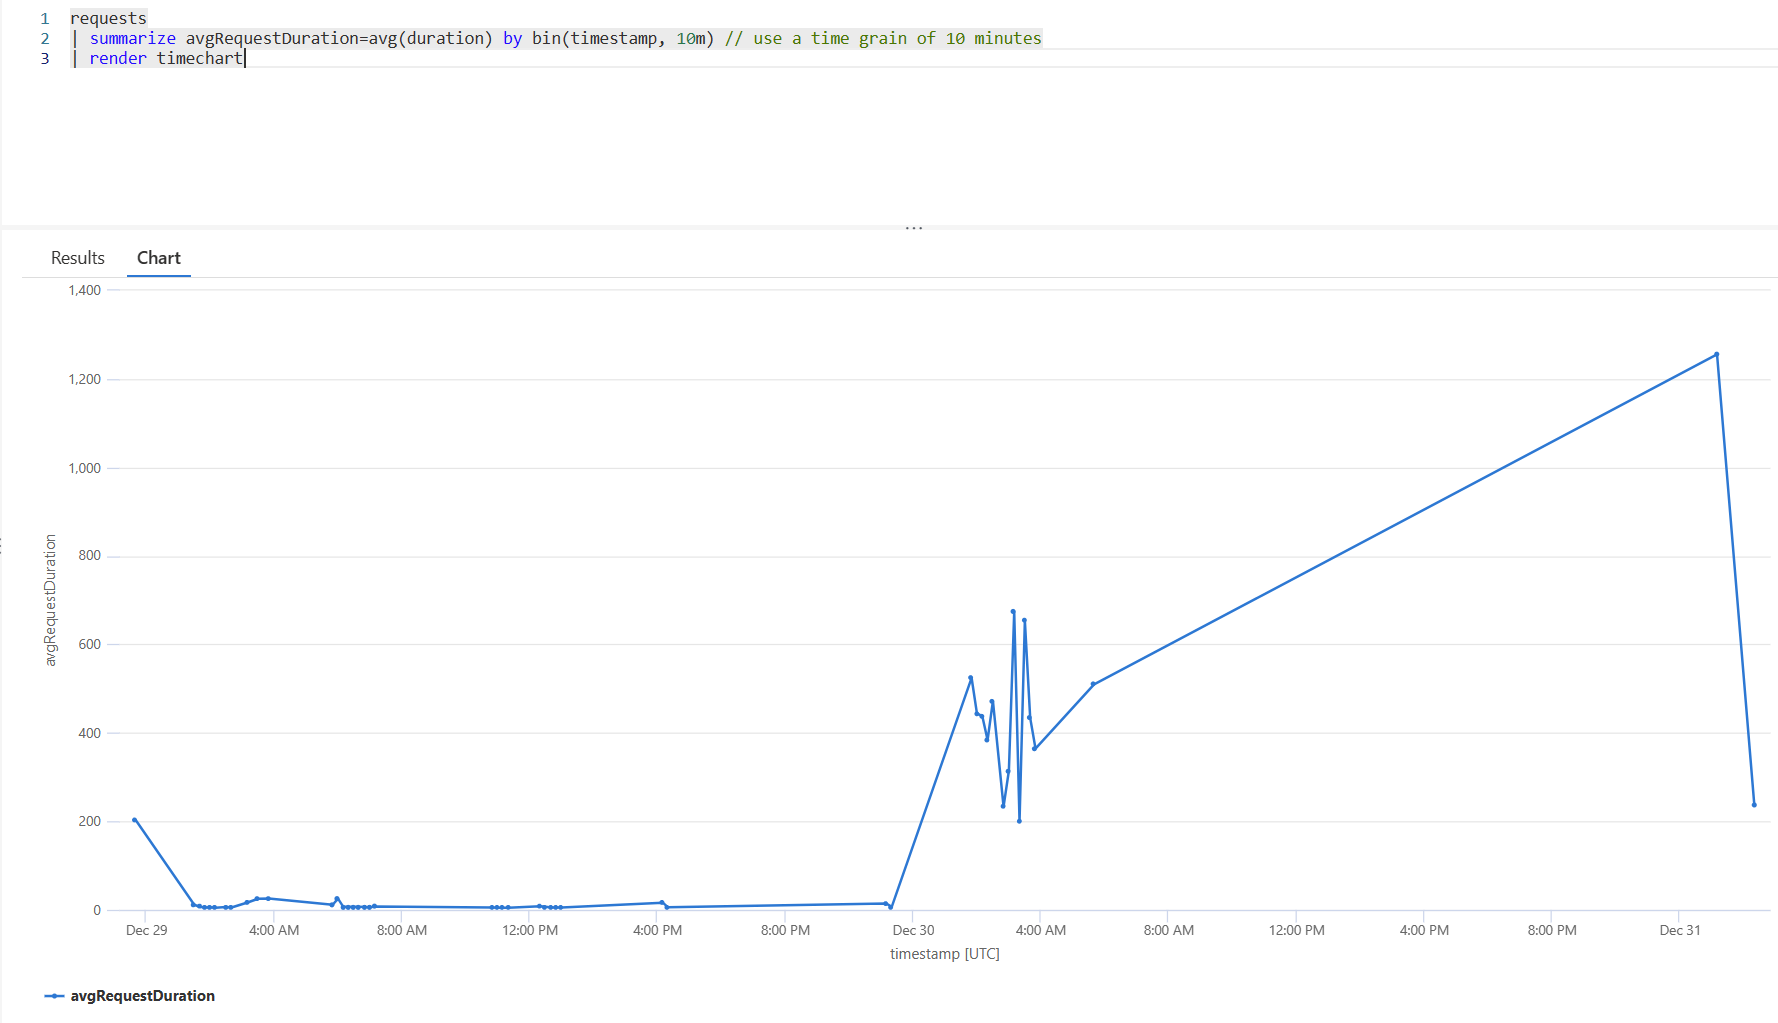 1 requests
2 | summarize avgRequestDuration=avg(duration) by bin(timestamp, 10m) // use a time grain of 10 minutes
3 | render timechart
...
Results Chart
1,400
1,200
1,000
800
600
400
200
0
avgRequestDuration
Dec 29 4:00 AM 8:00 AM 12:00 PM 4:00 PM 8:00 PM Dec 30 4:00 AM 8:00 AM 12:00 PM 4:00 PM 8:00 PM Dec 31
timestamp [UTC]
avgRequestDuration